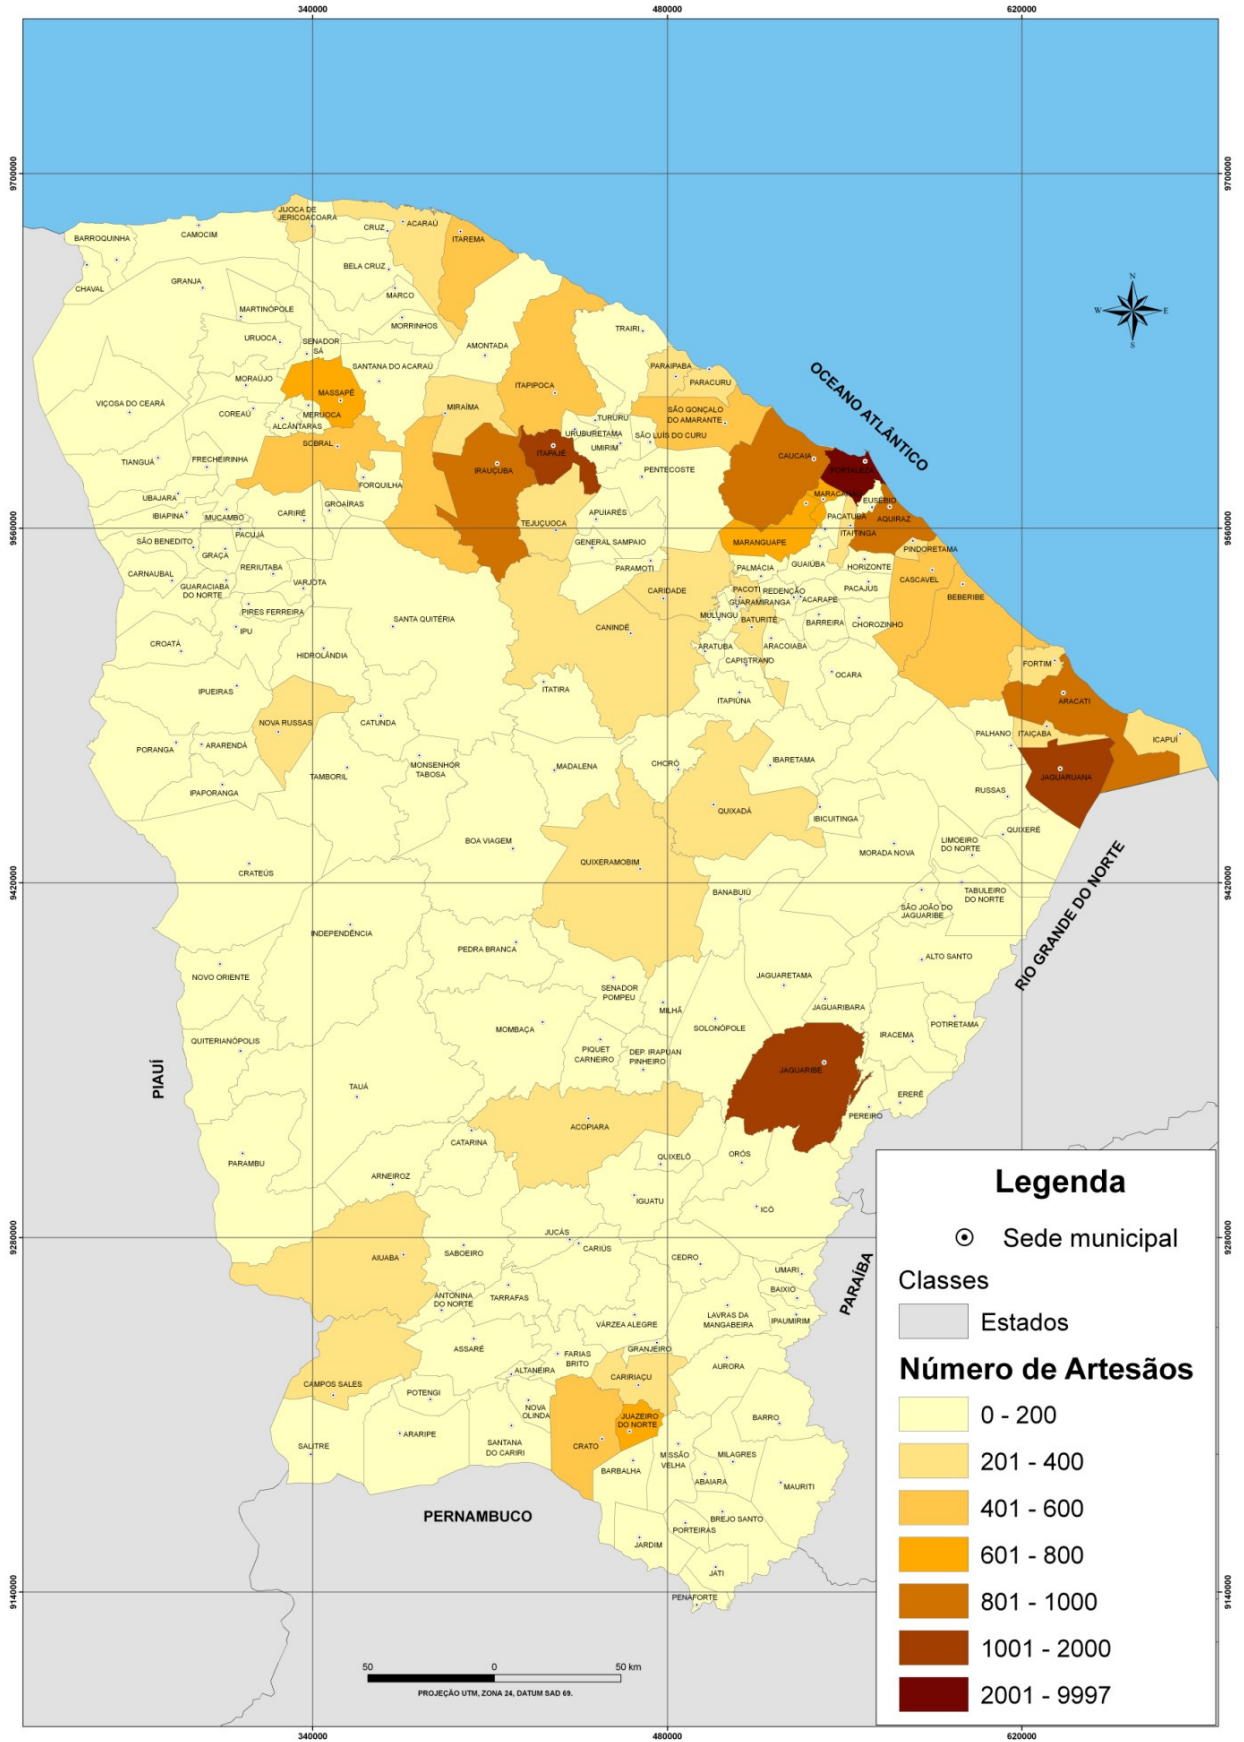 340000
480000
620000
9700000
9700000
N
W
E
S
JIJOCA DE
JERICOACOARA
ACARAÚ
CRUZ
CAMOCIM
BARROQUINHA
ITAREMA
BELA CRUZ
CHAVAL
GRANJA
MARCO
MARTINÓPOLE
MORRINHOS
TRAIRI
URUOCA
SENADOR
SÁ
AMONTADA
SANTANA DO ACARAÚ
PARAIPABA
OCEANO ATLÂNTICO
MORAÚJO
MASSAPÊ
ITAPIPOCA
PARACURU
VIÇOSA DO CEARÁ
COREAÚ
MERUOCA
MIRAÍMA
SÃO GONÇALO
DO AMARANTE
ALCÂNTARAS
TURURU
URUBURETAMA
SÃO LUÍS DO CURU
SOBRAL
ITAPAJÉ
UMIRIM
CAUCAIA
TIANGUÁ
FRECHEIRINHA
IRAUÇUBA
PENTECOSTE
FORTALEZA
FORQUILHA
UBAJARA
MARACANAÚ
EUSÉBIO
GROAÍRAS
IBIAPINA
MUCAMBO
CARIRÉ
APUIARÉS
PACATUBA
AQUIRAZ
TEJUÇUOCA
ITAITINGA
9560000
9560000
PACUJÁ
SÃO BENEDITO
GRAÇA
GENERAL SAMPAIO
MARANGUAPE
PINDORETAMA
RERIUTABA
PARAMOTI
GUAIÚBA
HORIZONTE
CARNAUBAL
GUARACIABA
DO NORTE
VARJOTA
PALMÁCIA
CASCAVEL
PACAJUS
BEBERIBE
CARIDADE
PACOTI
REDENÇÃO
GUARAMIRANGA
ACARAPE
PIRES FERREIRA
MULUNGU
BATURITÉ
BARREIRA
CHOROZINHO
IPU
SANTA QUITÉRIA
CANINDÉ
CROATÁ
HIDROLÂNDIA
ARATUBA
ARACOIABA
CAPISTRANO
FORTIM
IPUEIRAS
ITATIRA
OCARA
ITAPIÚNA
ARACATI
NOVA RUSSAS
CATUNDA
PALHANO
ITAIÇABA
ICAPUÍ
PORANGA
ARARENDÁ
MONSENHOR
TABOSA
MADALENA
CHORÓ
IBARETAMA
TAMBORIL
JAGUARUANA
IPAPORANGA
RUSSAS
QUIXADÁ
IBICUITINGA
QUIXERÉ
BOA VIAGEM
LIMOEIRO
DO NORTE
MORADA NOVA
QUIXERAMOBIM
CRATEÚS
9420000
9420000
BANABUIÚ
TABULEIRO
DO NORTE
SÃO JOÃO DO
JAGUARIBE
RIO GRANDE DO NORTE
INDEPENDÊNCIA
PEDRA BRANCA
ALTO SANTO
NOVO ORIENTE
JAGUARETAMA
SENADOR
POMPEU
JAGUARIBARA
MILHÃ
MOMBAÇA
SOLONÓPOLE
POTIRETAMA
IRACEMA
QUITERIANÓPOLIS
PIQUET
CARNEIRO
DEP. IRAPUAN
PINHEIRO
JAGUARIBE
PIAUÍ
TAUÁ
ERERÊ
PEREIRO
ACOPIARA
CATARINA
PARAMBU
QUIXELÔ
ORÓS
ARNEIROZ
IGUATU
ICÓ
JUCÁS
CARIÚS
9280000
9280000
AIUABA
SABOEIRO
CEDRO
UMARI
PARAÍBA
BAIXIO
ANTONINA
DO NORTE
TARRAFAS
LAVRAS DA
MANGABEIRA
IPAUMIRIM
VÁRZEA ALEGRE
ASSARÉ
GRANJEIRO
FARIAS
BRITO
AURORA
ALTANEIRA
CARIRIAÇU
CAMPOS SALES
POTENGI
NOVA
OLINDA
JUAZEIRO
DO NORTE
BARRO
ARARIPE
SALITRE
SANTANA
DO CARIRI
CRATO
MISSÃO
VELHA
MILAGRES
BARBALHA
ABAIARA
MAURITI
PERNAMBUCO
BREJO SANTO
PORTEIRAS
JARDIM
JATI
9140000
9140000
PENAFORTE
Legenda
Sede municipal
Classes
Estados
Número de Artesãos
0 - 200
201 - 400
401 - 600
601 - 800
801 - 1000
1001 - 2000
2001 - 9997
50
0
50 km
PROJEÇÃO UTM, ZONA 24, DATUM SAD 69.
340000
480000
620000